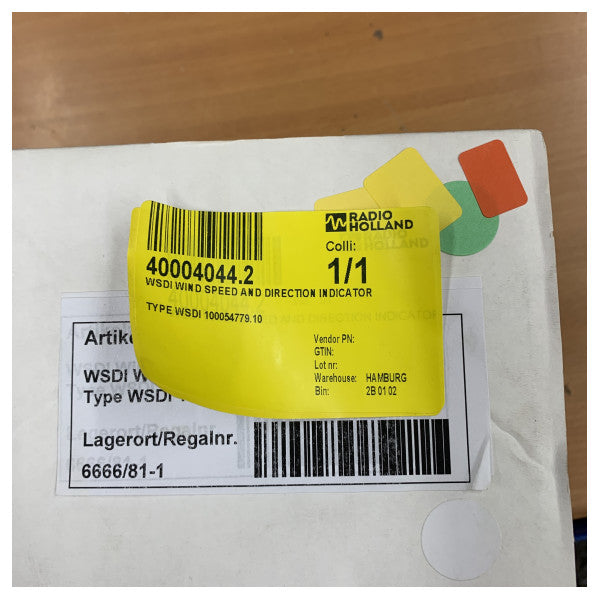 RADIO
HOLLAND
Colli:
1/1
40004044.2
WSDI WIND SPEED AND DIRECTION INDICATOR
TYPE WSDI 100054779.10
Vendor PN:
GTIN:
Lot nr:
Warehouse: HAMBURG
Bin: 2B 01 02
WSDI
Type WSDI
Lagerort/Regalnr.
6666/81-1